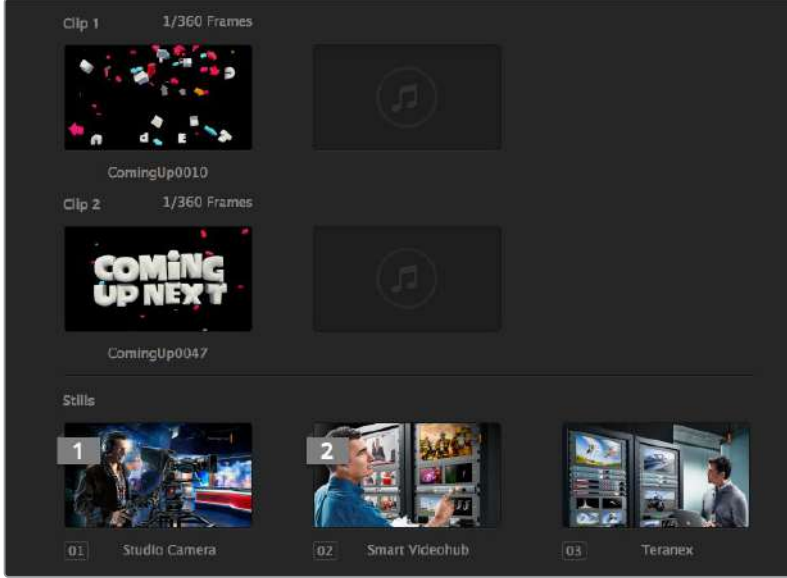 Clip 1 1/360 Frames
ComingUp0010
Clip 2 1/360 Frames
COMING
UP NEXT
ComingUp0047
Stills
1 2
01 Studio Camera 02 Smart Videohub 03 Teranex